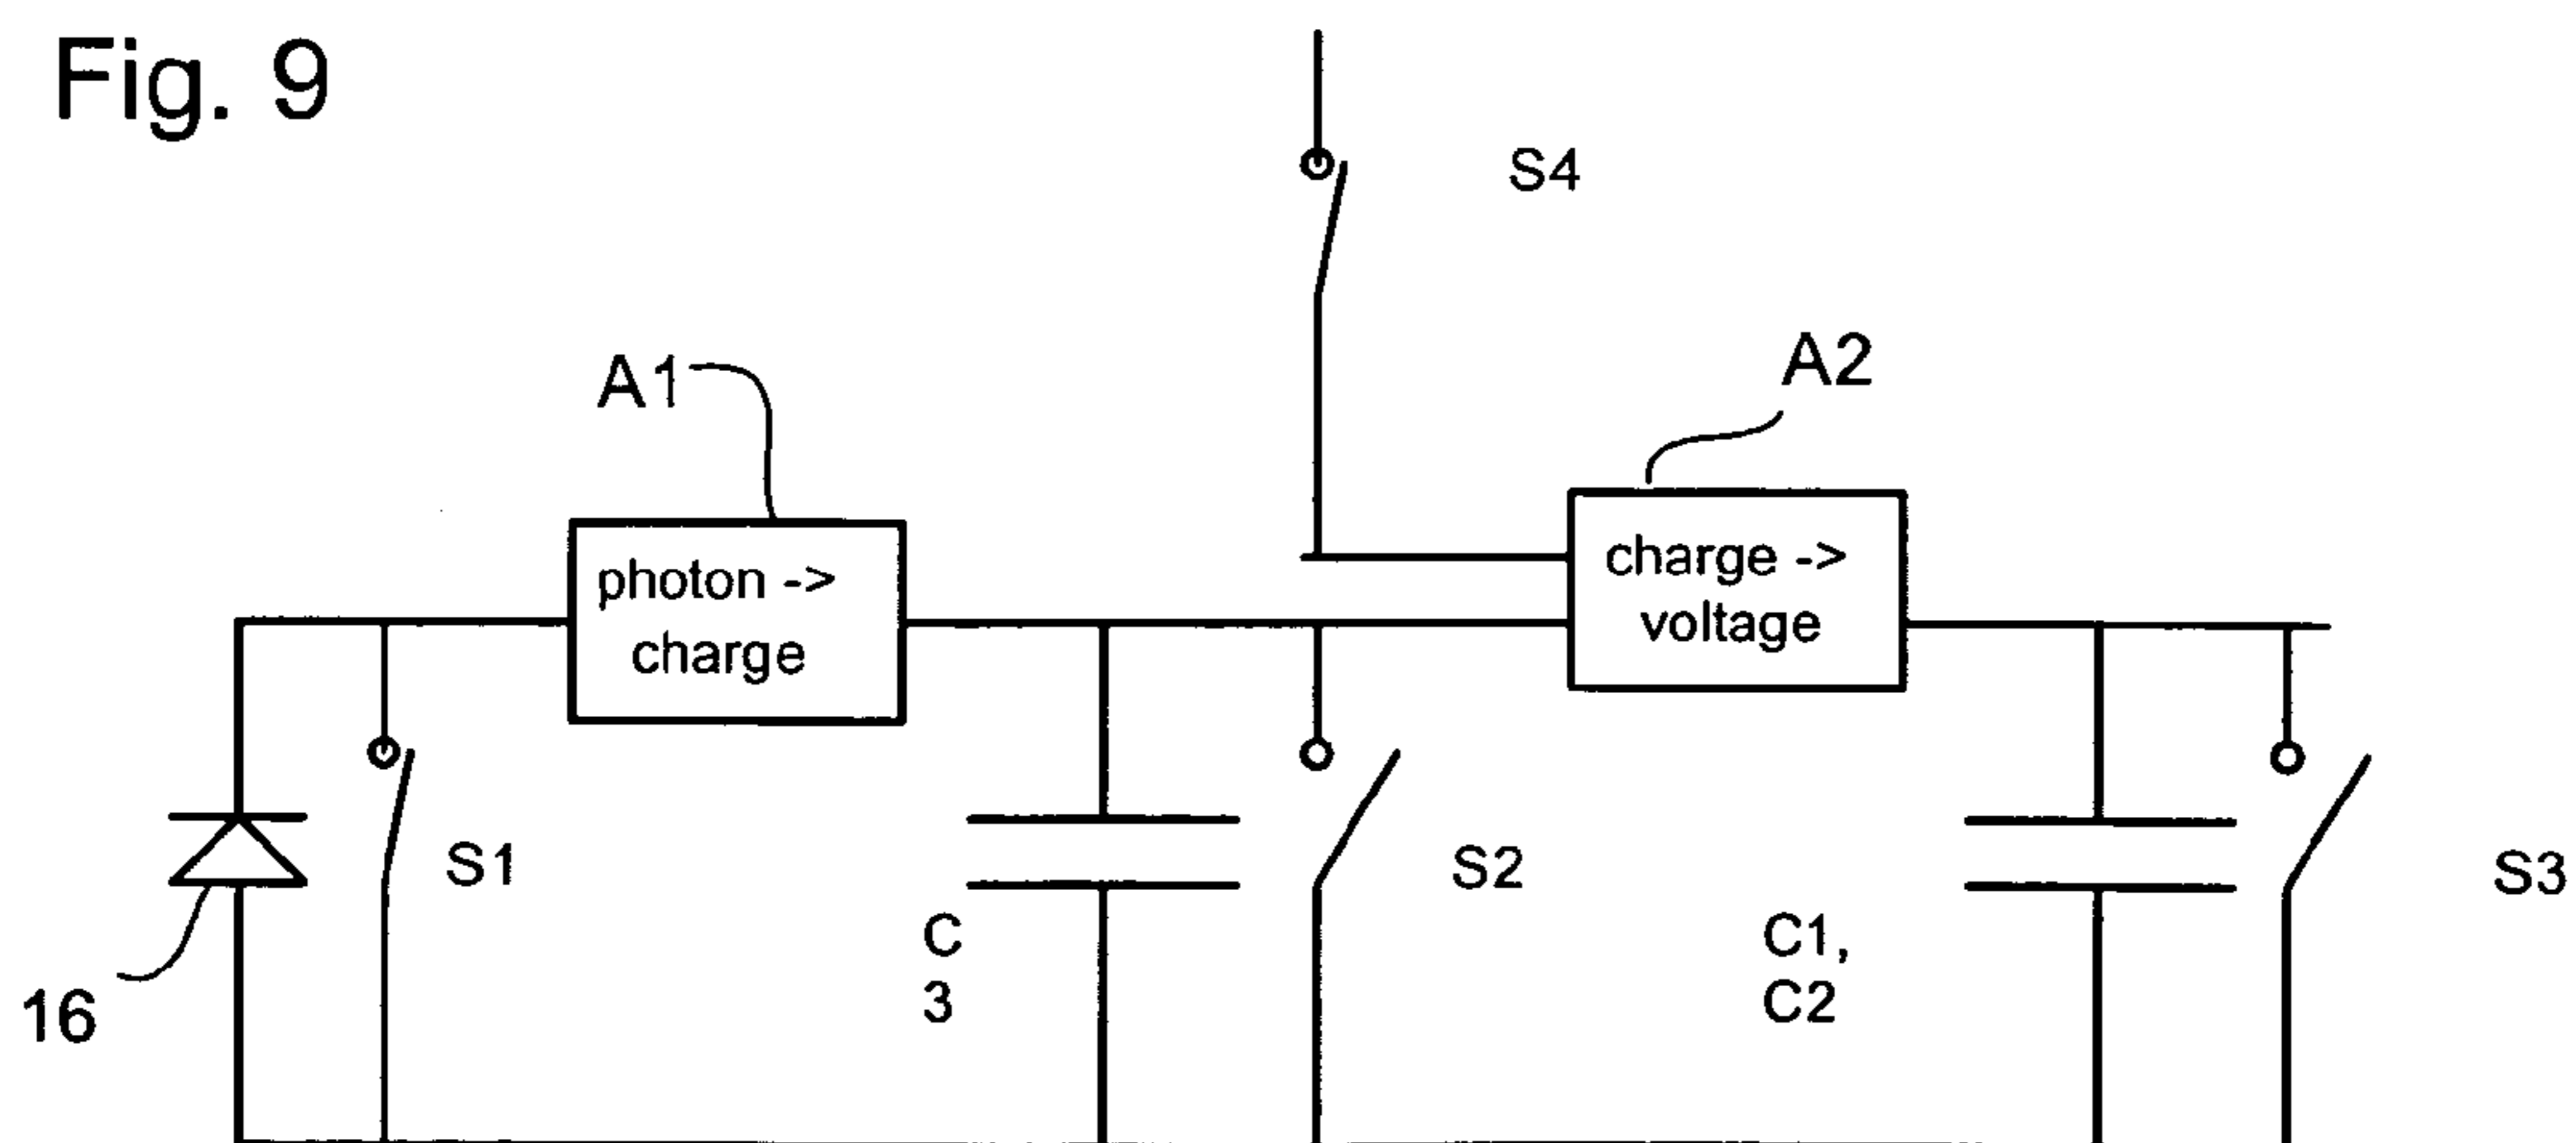 Fig. 9
S4
A1
A2
photon ->
charge
charge ->
voltage
S1
S2
S3
C
3
C1,
C2
16